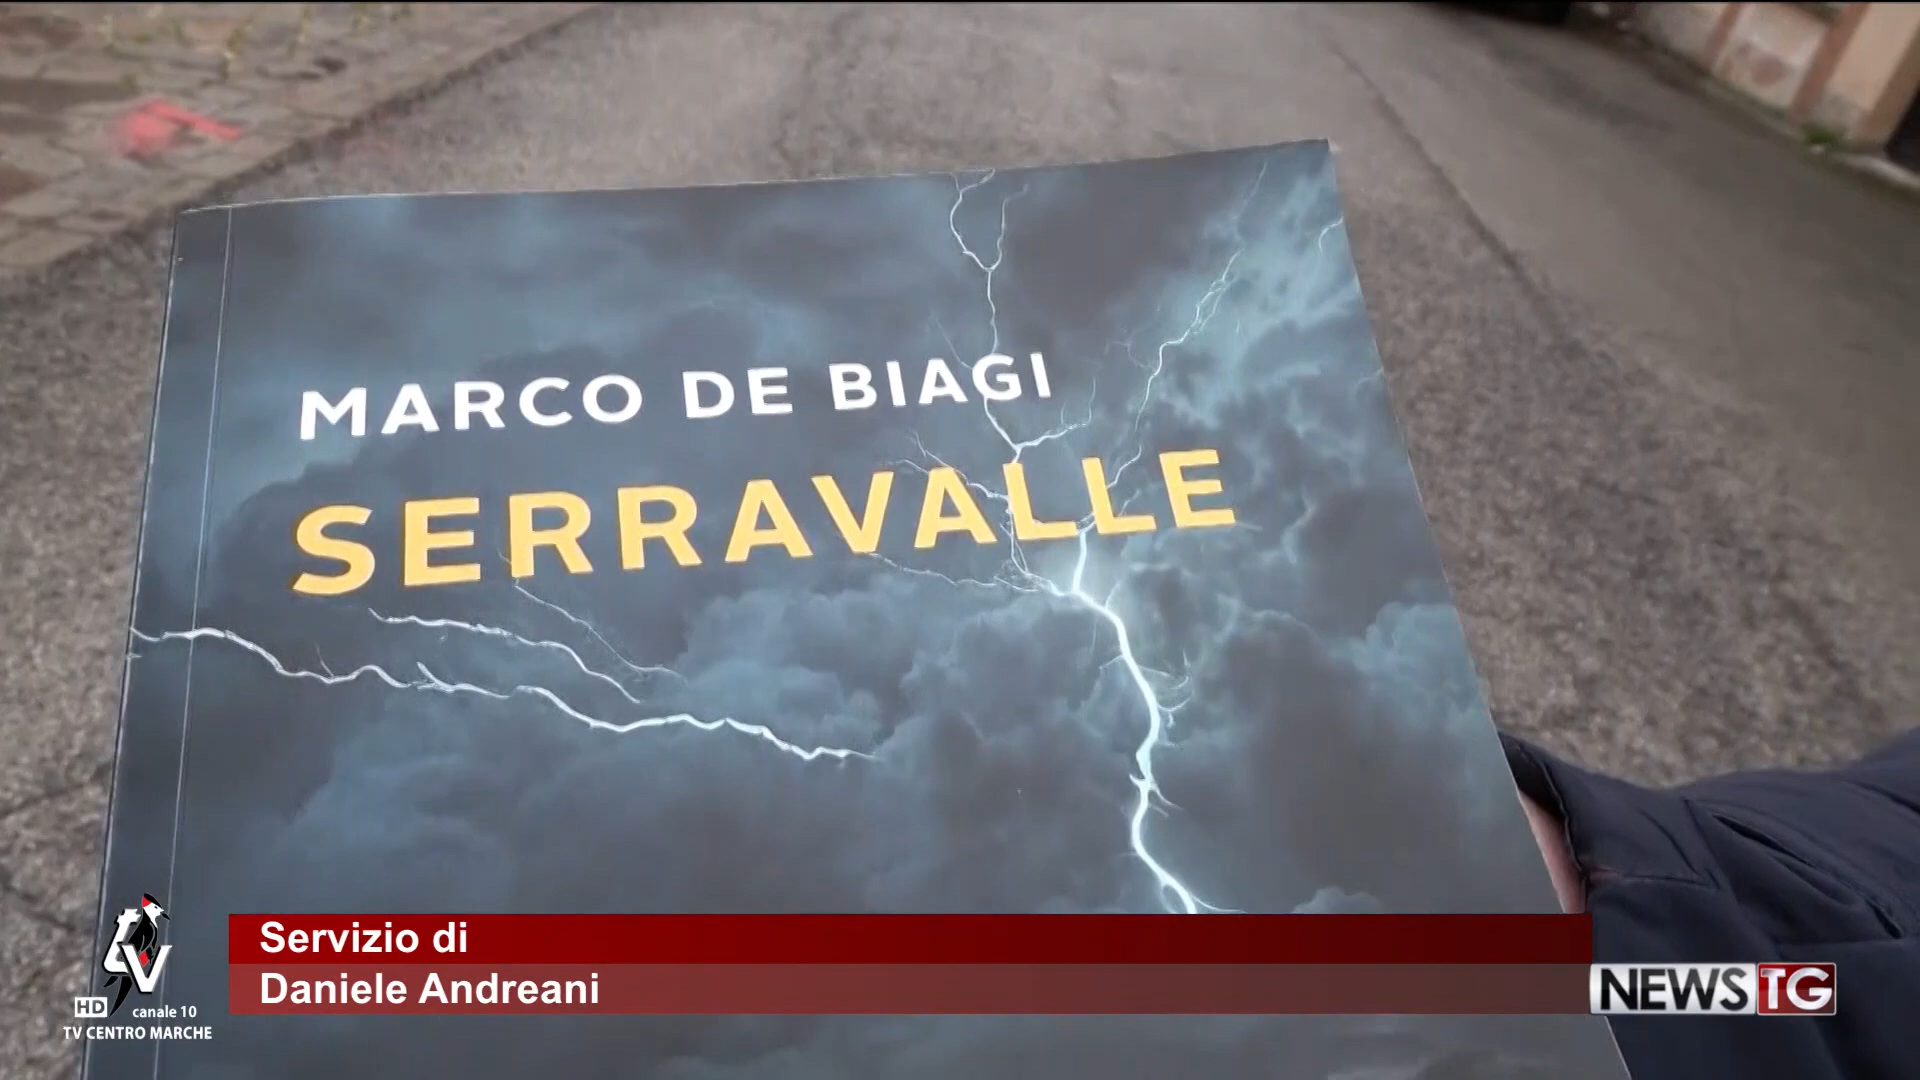 MARCO DE BIAGI
SERRAVALLE
Servizio di
Daniele Andreani
HD canale 10
TV CENTRO MARCHE
NEWS TG